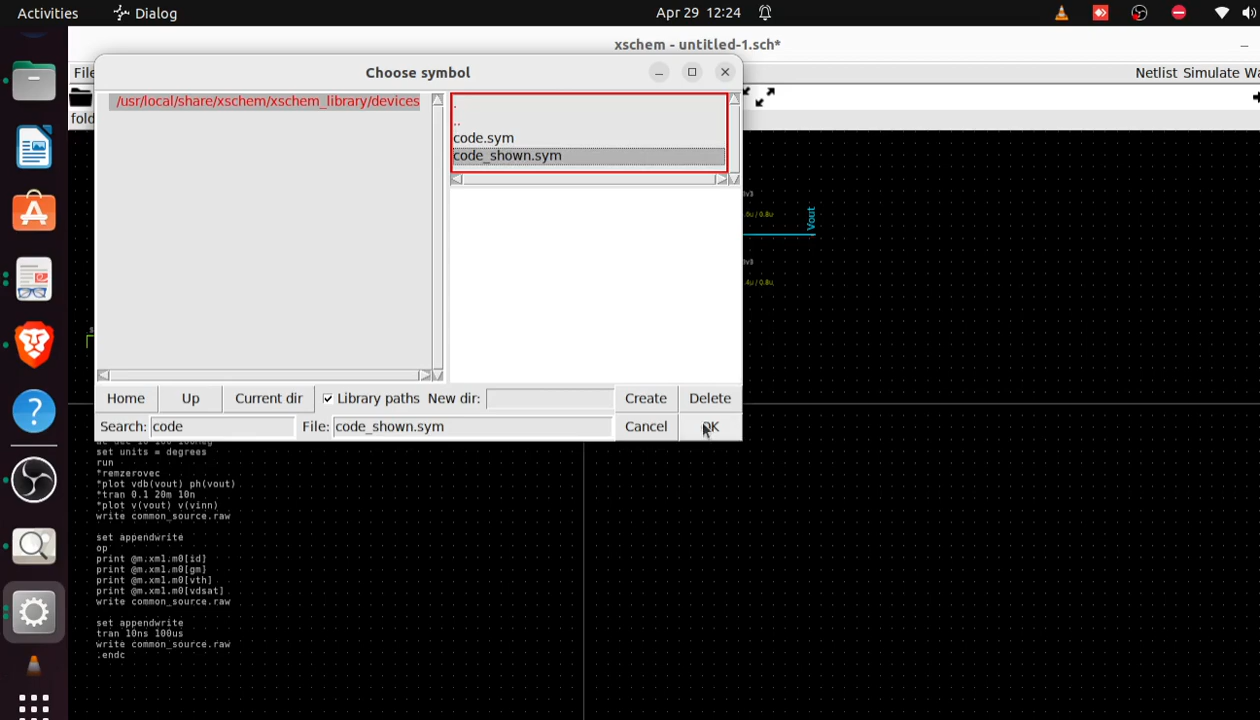 Activities
Dialog
Apr 29 12:24
xschem - untitled-1.sch*
File
Choose symbol
Netlist Simulate Wa
/usr/local/share/xschem/xschem_library/devices
.
..
code.sym
code_shown.sym
Home
Up
Current dir
Library paths
New dir:
Create
Delete
Search: code
File: code_shown.sym
Cancel
OK
Vout
set units = degrees
run
*remzerovec
*plot vdb(vout) ph(vout)
*tran 0.1 20m 10n
*plot v(vout) v(vinn)
write common_source.raw
set appendwrite
op
print @m.xm1.m0[id]
print @m.xm1.m0[gm]
print @m.xm1.m0[vth]
print @m.xm1.m0[vdsat]
write common_source.raw
set appendwrite
tran 10ns 100us
write common_source.raw
.endc